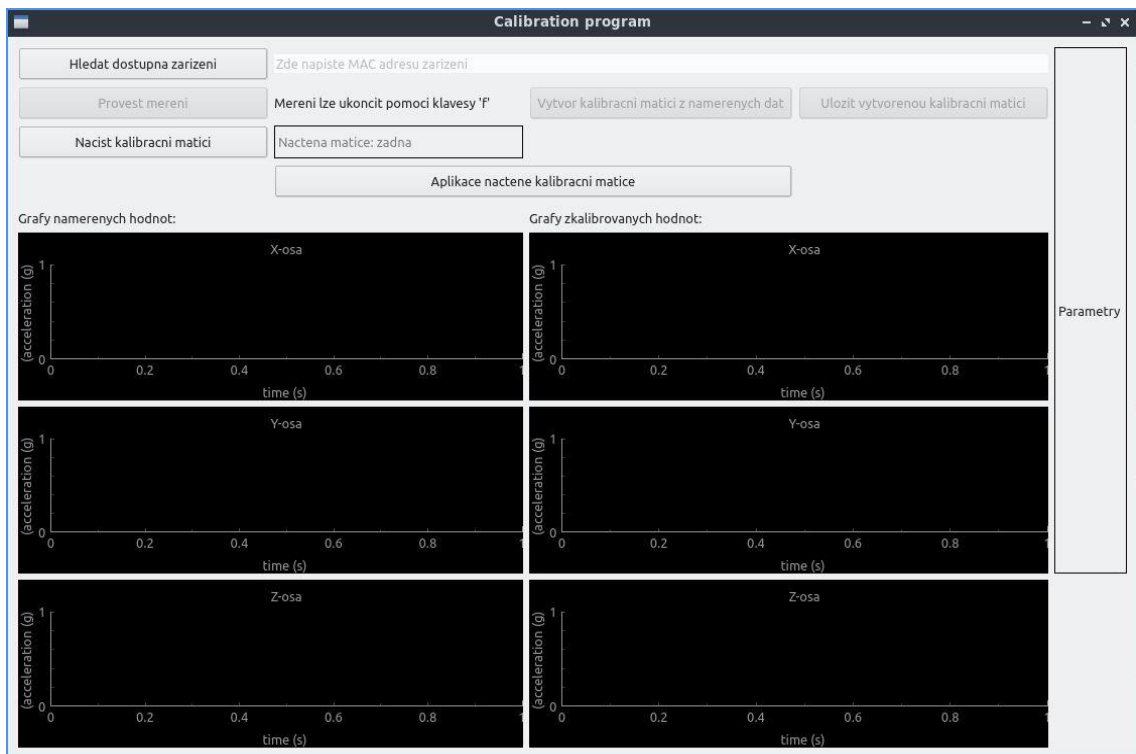 Calibration program
Hledat dostupna zarizeni
Zde napiste MAC adresu zarizeni
Provest mereni
Mereni lze ukoncit pomoci klavesy 'f'
Vytvor kalibracni matici z namerenych dat
Ulozit vytvorenou kalibracni matici
Nacist kalibracni matici
Nactena matice: zadna
Aplikace nactene kalibracni matice
Parametry
Grafy namerenych hodnot:
Grafy zkalibrovanych hodnot:
X-osa
(acceleration (g)
1
0
0 0.2 0.4 0.6 0.8 1
time (s)
X-osa
(acceleration (g)
1
0
0 0.2 0.4 0.6 0.8 1
time (s)
Y-osa
(acceleration (g)
1
0
0 0.2 0.4 0.6 0.8 1
time (s)
Y-osa
(acceleration (g)
1
0
0 0.2 0.4 0.6 0.8 1
time (s)
Z-osa
(acceleration (g)
1
0
0 0.2 0.4 0.6 0.8 1
time (s)
Z-osa
(acceleration (g)
1
0
0 0.2 0.4 0.6 0.8 1
time (s)